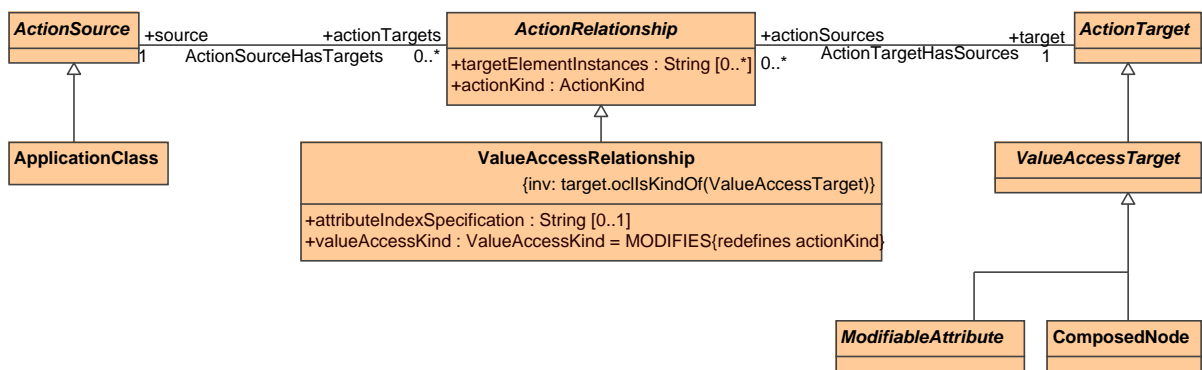 ActionSource
+source
+actionTargets
1
ActionSourceHasTargets
0..*
ActionRelationship
+targetElementInstances : String [0..*]
+actionKind : ActionKind
+actionSources
+target
0..*
ActionTargetHasSources
1
ActionTarget
ApplicationClass
ValueAccessRelationship
{inv: target.oclIsKindOf(ValueAccessTarget)}
+attributeIndexSpecification : String [0..1]
+valueAccessKind : ValueAccessKind = MODIFIES{redefines actionKind}
ValueAccessTarget
ModifiableAttribute
ComposedNode